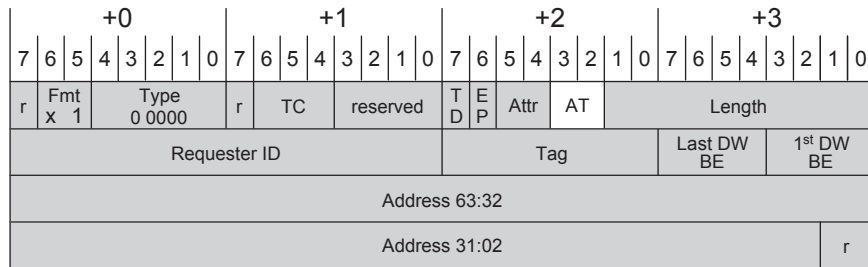 +0 +1 +2 +3
7 6 5 4 3 2 1 0 7 6 5 4 3 2 1 0 7 6 5 4 3 2 1 0 7 6 5 4 3 2 1 0
r Fmt x 1 Type 0 0000 r TC reserved TD EP Attr AT Length
Requester ID Tag Last DW BE 1st DW BE
Address 63:32
Address 31:02 r